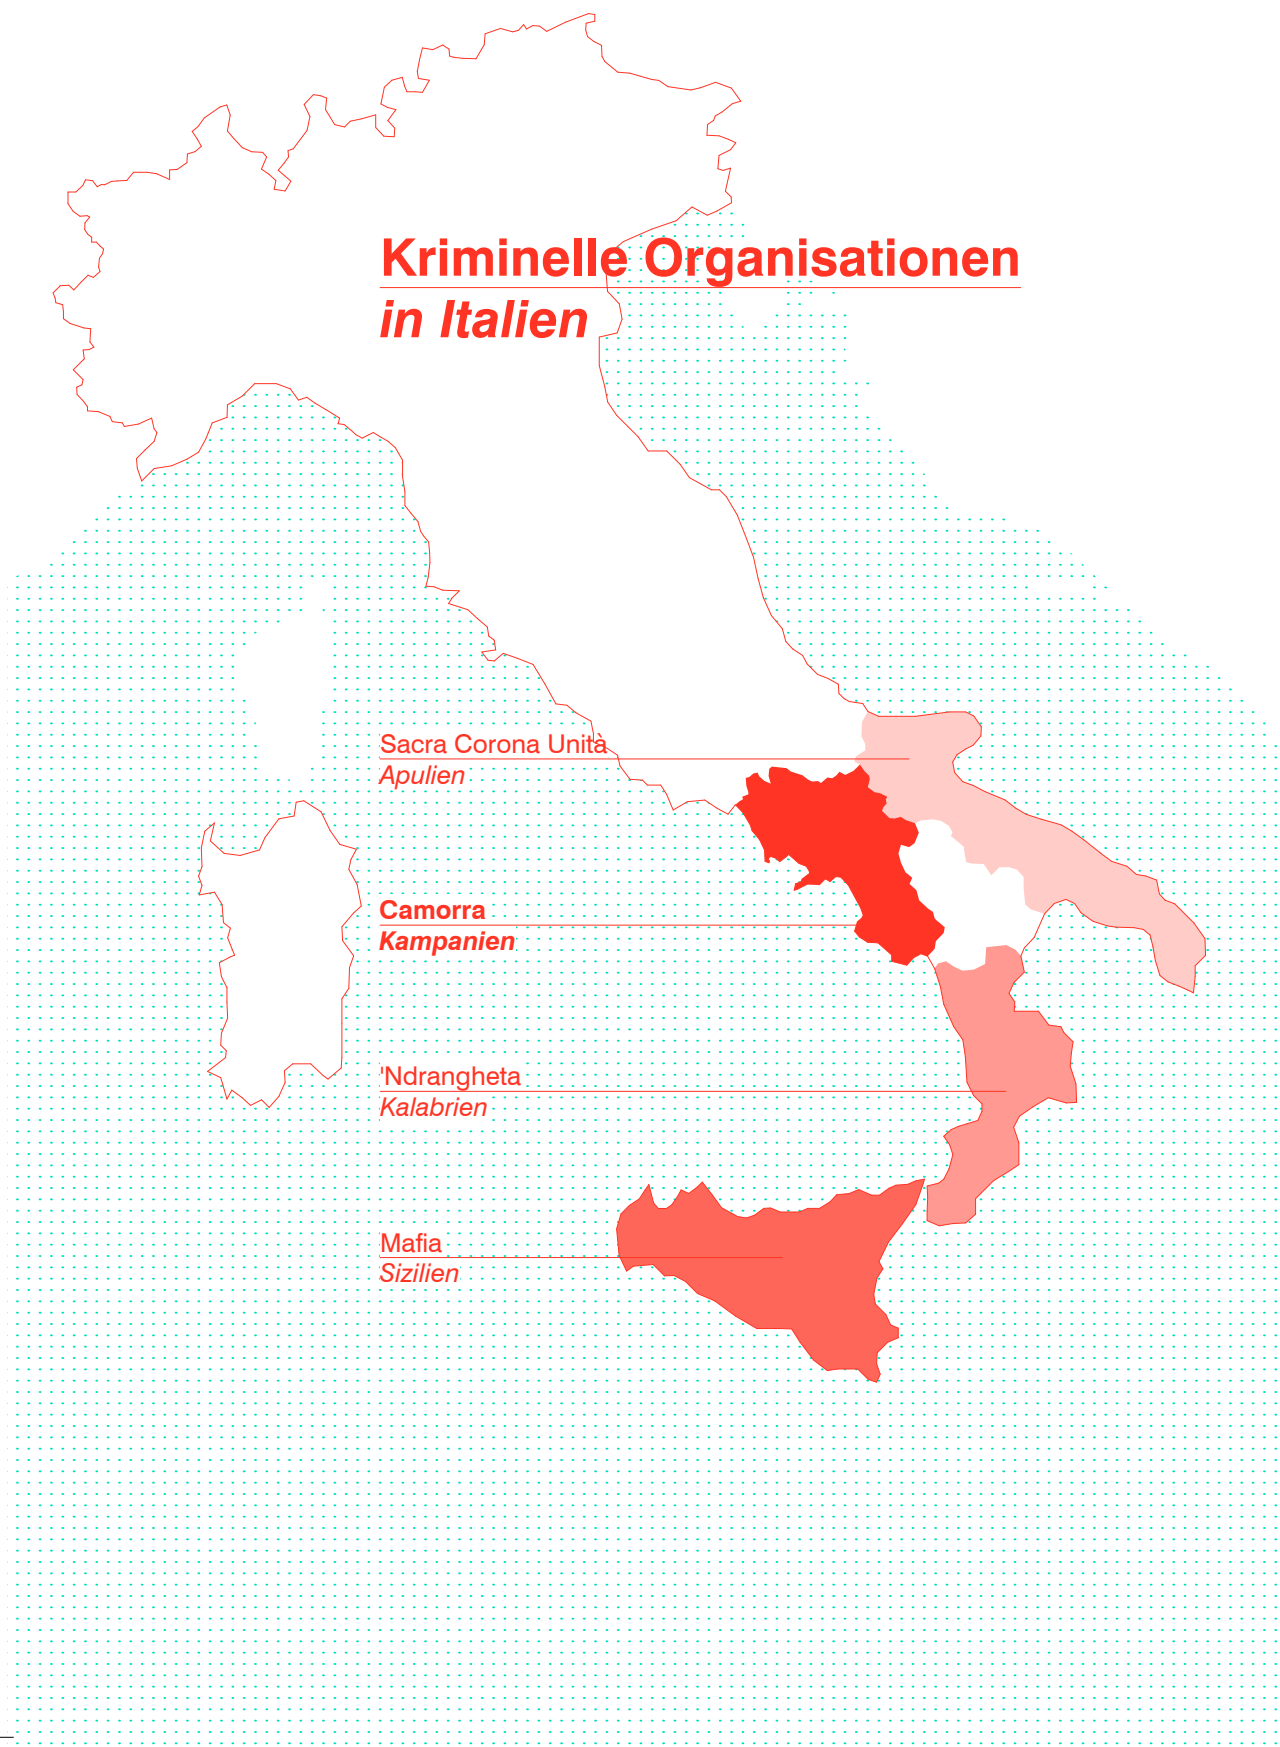 Kriminelle Organisationen
in Italien
Sacra Corona Unità
Apulien
Camorra
Kampanien
'Ndrangheta
Kalabrien
Mafia
Sizilien